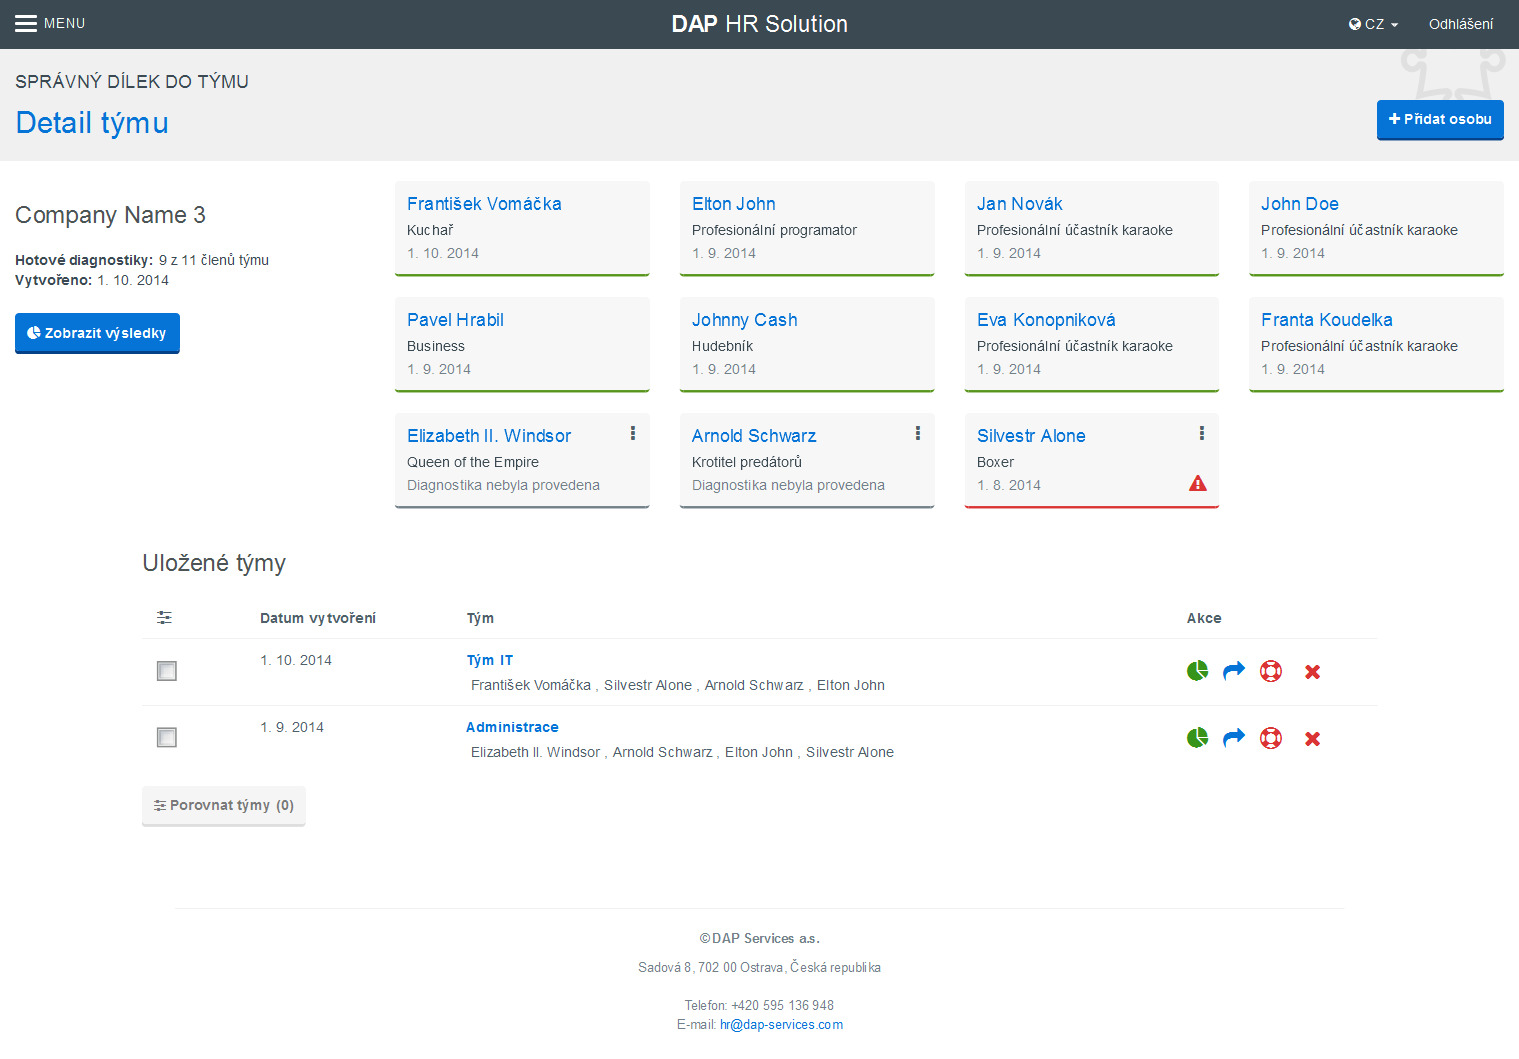 MENU
DAP HR Solution
CZ
Odhlášení
SPRÁVNÝ DÍLEK DO TÝMU
Detail týmu
Přidat osobu
Company Name 3
Hotové diagnostiky: 9 z 11 členů týmu
Vytvořeno: 1. 10. 2014
Zobrazit výsledky
František Vomáčka
Kuchař
1. 10. 2014
Elton John
Profesionální programator
1. 9. 2014
Jan Novák
Profesionální účastník karaoke
1. 9. 2014
John Doe
Profesionální účastník karaoke
1. 9. 2014
Pavel Hrabil
Business
1. 9. 2014
Johnny Cash
Hudebník
1. 9. 2014
Eva Konopniková
Profesionální účastník karaoke
1. 9. 2014
Franta Koudelka
Profesionální účastník karaoke
1. 9. 2014
Elizabeth II. Windsor
Queen of the Empire
Diagnostika nebyla provedena
Arnold Schwarz
Krotitel predátorů
Diagnostika nebyla provedena
Silvestr Alone
Boxer
1. 8. 2014
Uložené týmy
Datum vytvoření Tým Akce
1. 10. 2014 Tým IT
František Vomáčka , Silvestr Alone , Arnold Schwarz , Elton John
1. 9. 2014 Administrace
Elizabeth II. Windsor , Arnold Schwarz , Elton John , Silvestr Alone
Porovnat týmy (0)
©DAP Services a.s.
Sadová 8, 702 00 Ostrava, Česká republika
Telefon: +420 595 136 948
E-mail: hr@dap-services.com